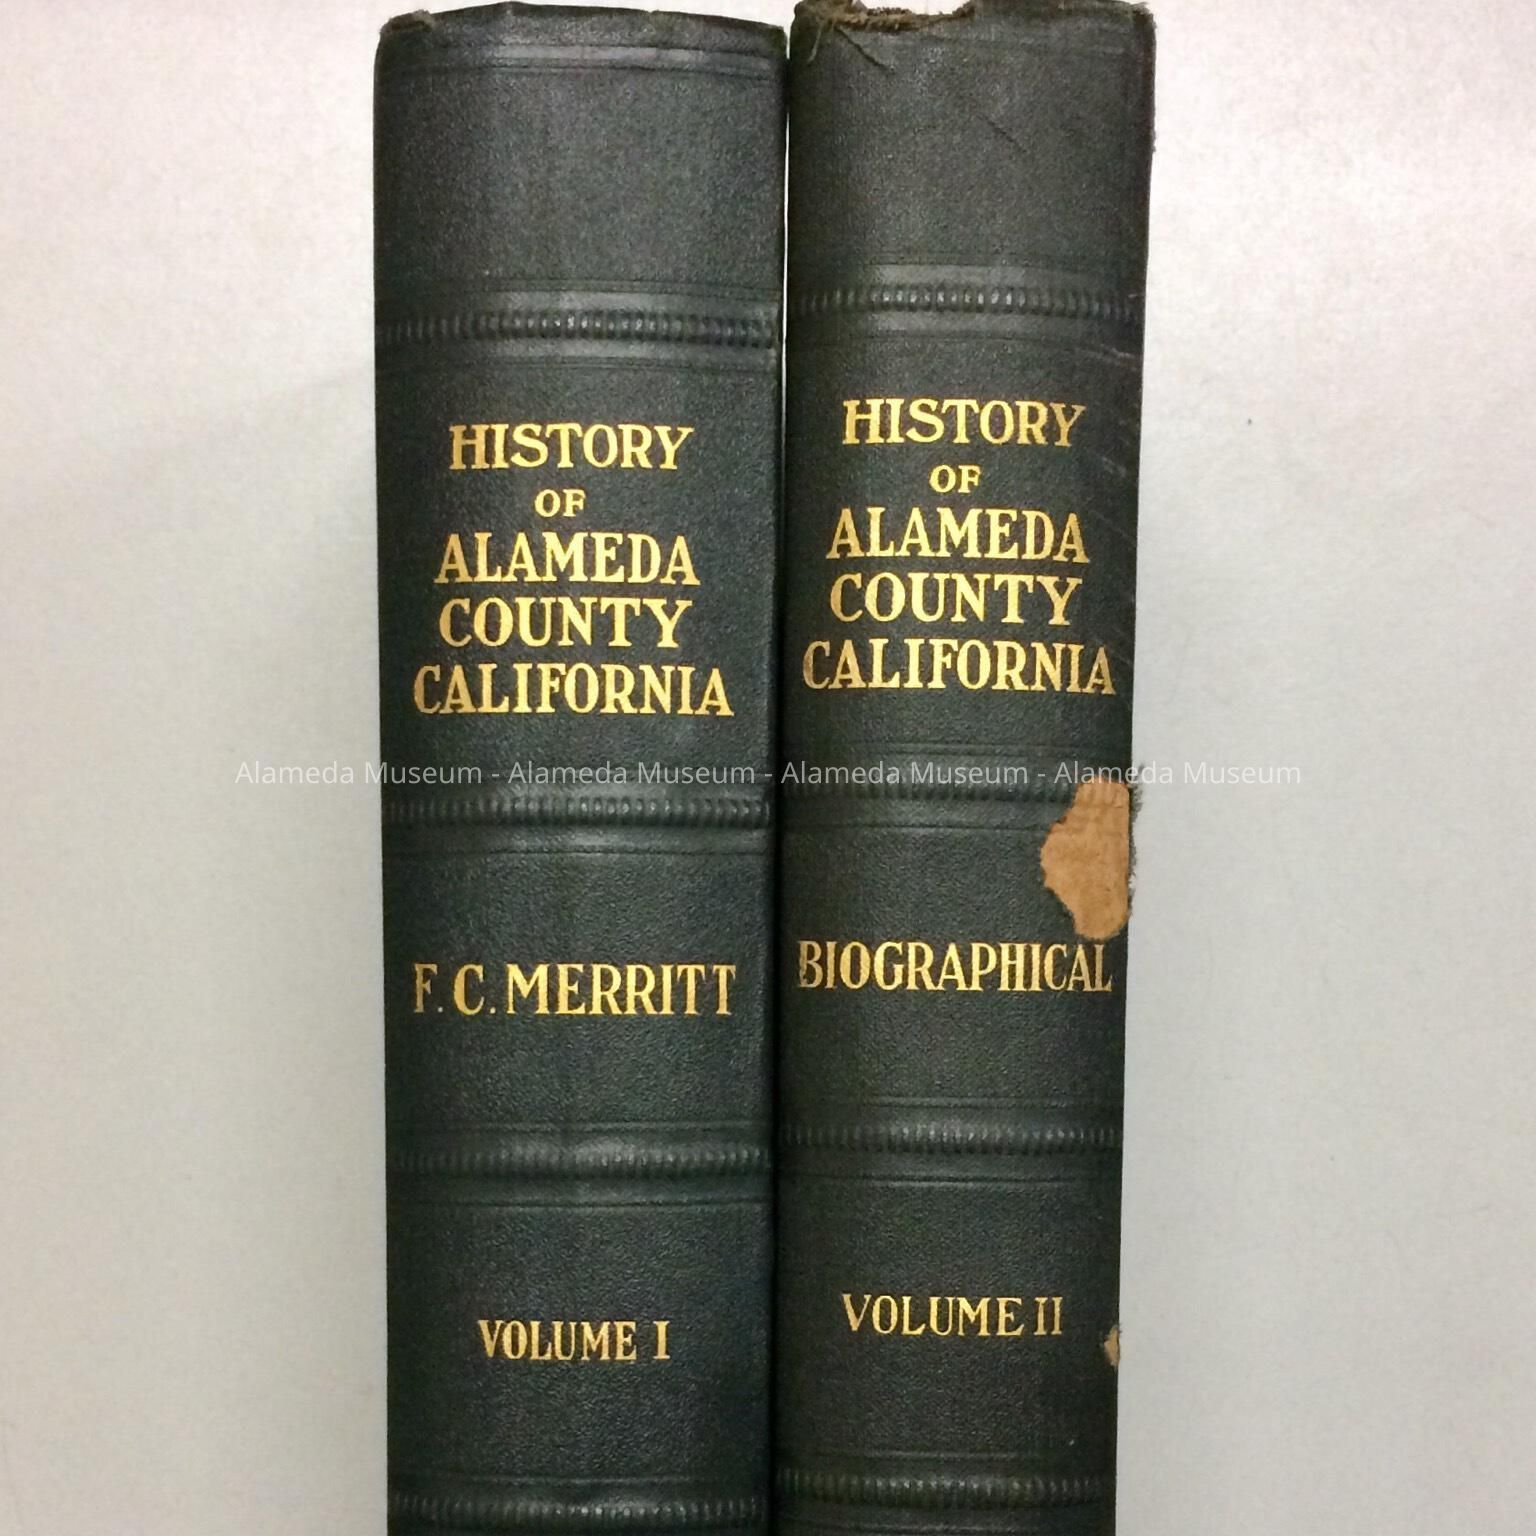 HISTORY
OF
ALAMEDA
COUNTY
CALIFORNIA
F. C. MERRITT
VOLUME I
HISTORY
OF
ALAMEDA
COUNTY
CALIFORNIA
BIOGRAPHICAL
VOLUME II
Alameda Museum - Alameda Museum - Alameda Museum - Alameda Museum